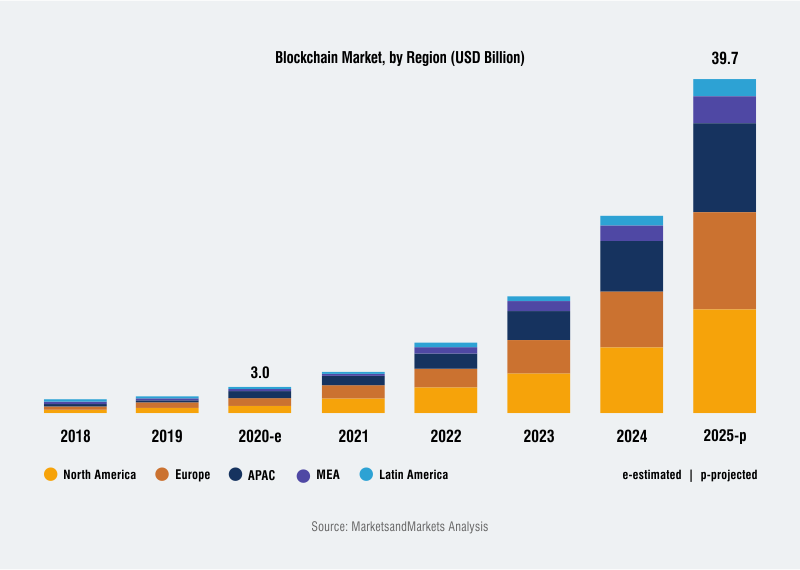 Blockchain Market, by Region (USD Billion)
39.7
3.0
2018 2019 2020-e 2021 2022 2023 2024 2025-p
North America Europe APAC MEA Latin America e-estimated | p-projected
Source: MarketsandMarkets Analysis